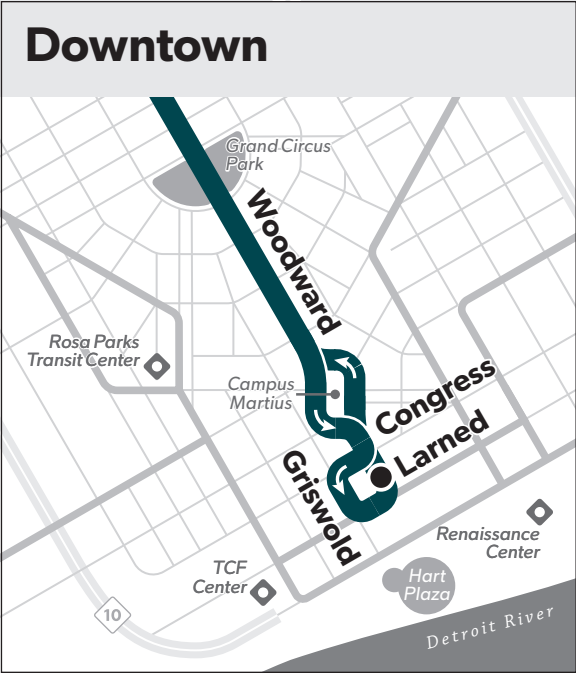 Downtown
Grand Circus
Park
Woodward
Rosa Parks
Transit Center
Campus
Martius
Congress
Larned
Griswold
Renaissance
Center
TCF
Center
Hart
Plaza
10
Detroit River